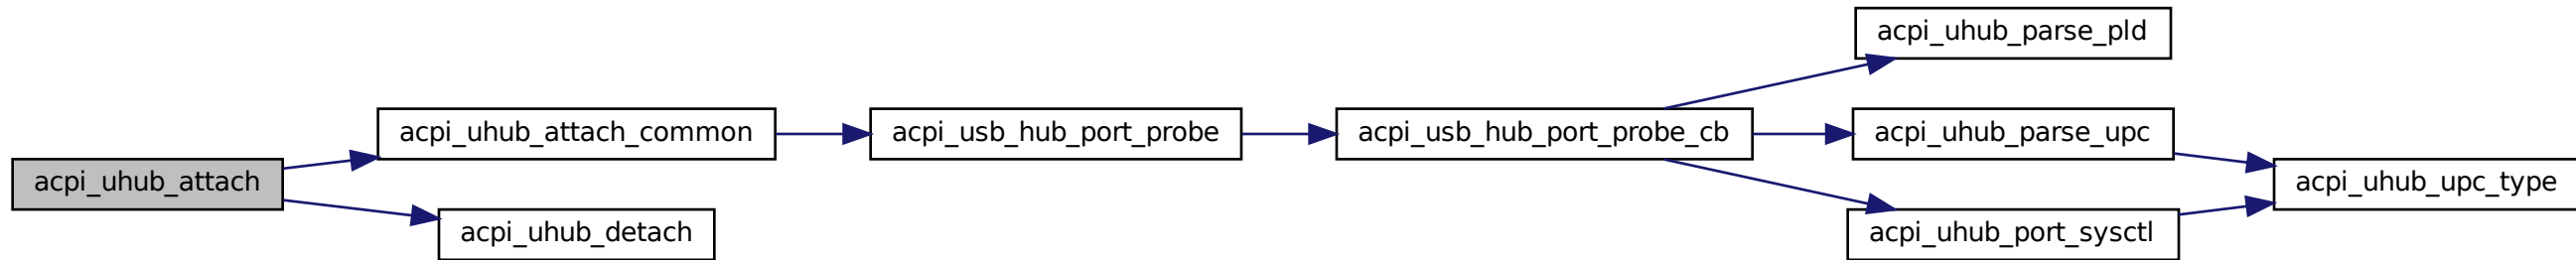 acpi_uhub_attach
acpi_uhub_attach_common
acpi_uhub_detach
acpi_usb_hub_port_probe
acpi_usb_hub_port_probe_cb
acpi_uhub_parse_pld
acpi_uhub_parse_upc
acpi_uhub_port_sysctl
acpi_uhub_upc_type